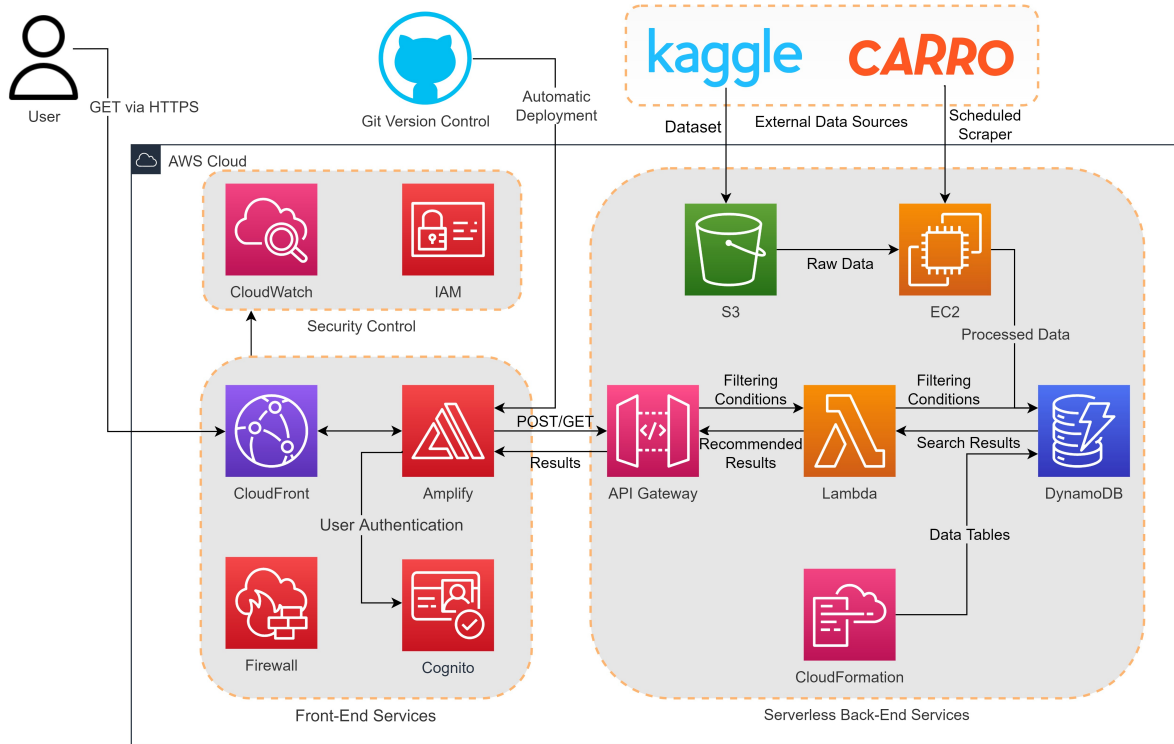 kaggle
CARRO
GET via HTTPS
User
Git Version Control
Automatic
Deployment
Dataset
External Data Sources
Scheduled
Scraper
AWS Cloud
CloudWatch
IAM
Security Control
S3
Raw Data
EC2
Processed Data
CloudFront
Amplify
POST/GET
Results
User Authentication
Firewall
Cognito
Front-End Services
API Gateway
Filtering
Conditions
Recommended
Results
Lambda
Filtering
Conditions
Search Results
DynamoDB
Data Tables
CloudFormation
Serverless Back-End Services